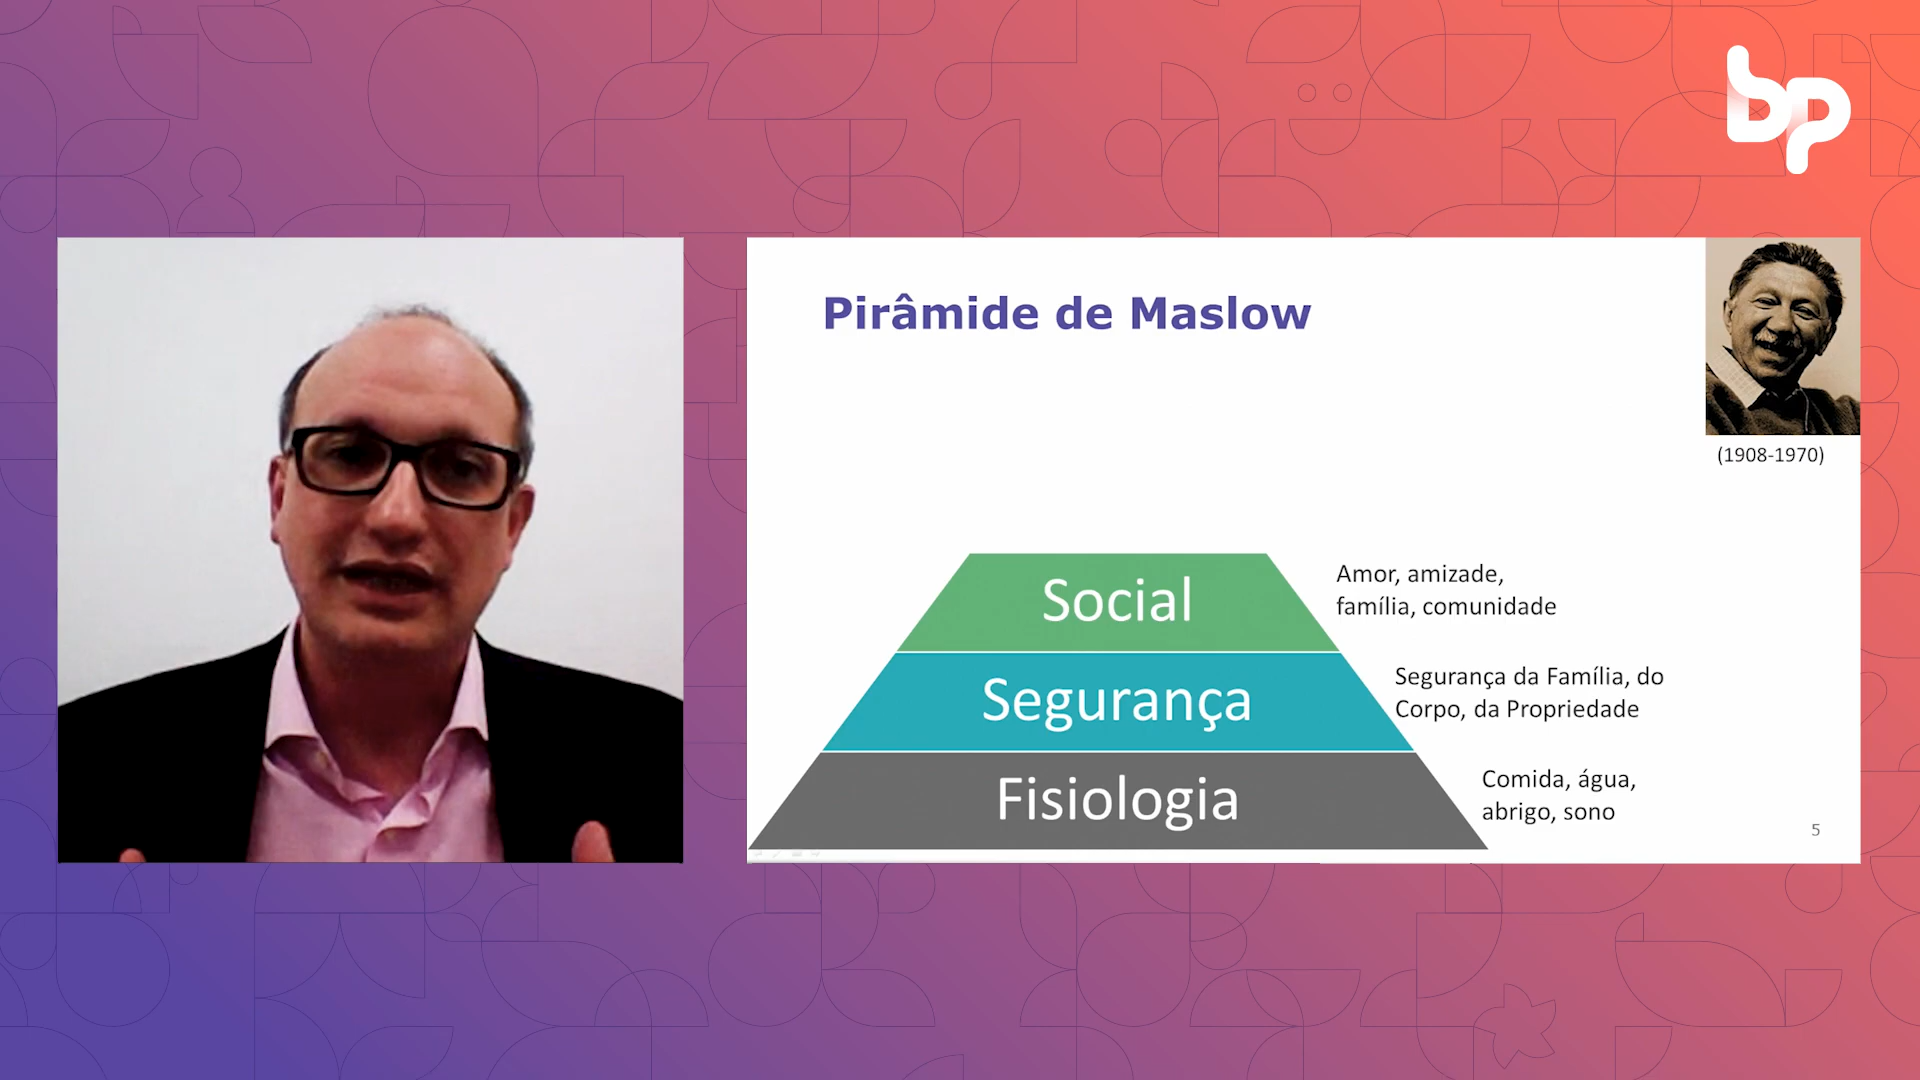 bp
Pirâmide de Maslow
(1908-1970)
Social
Amor, amizade,
família, comunidade
Segurança
Segurança da Família, do
Corpo, da Propriedade
Fisiologia
Comida, água,
abrigo, sono
5